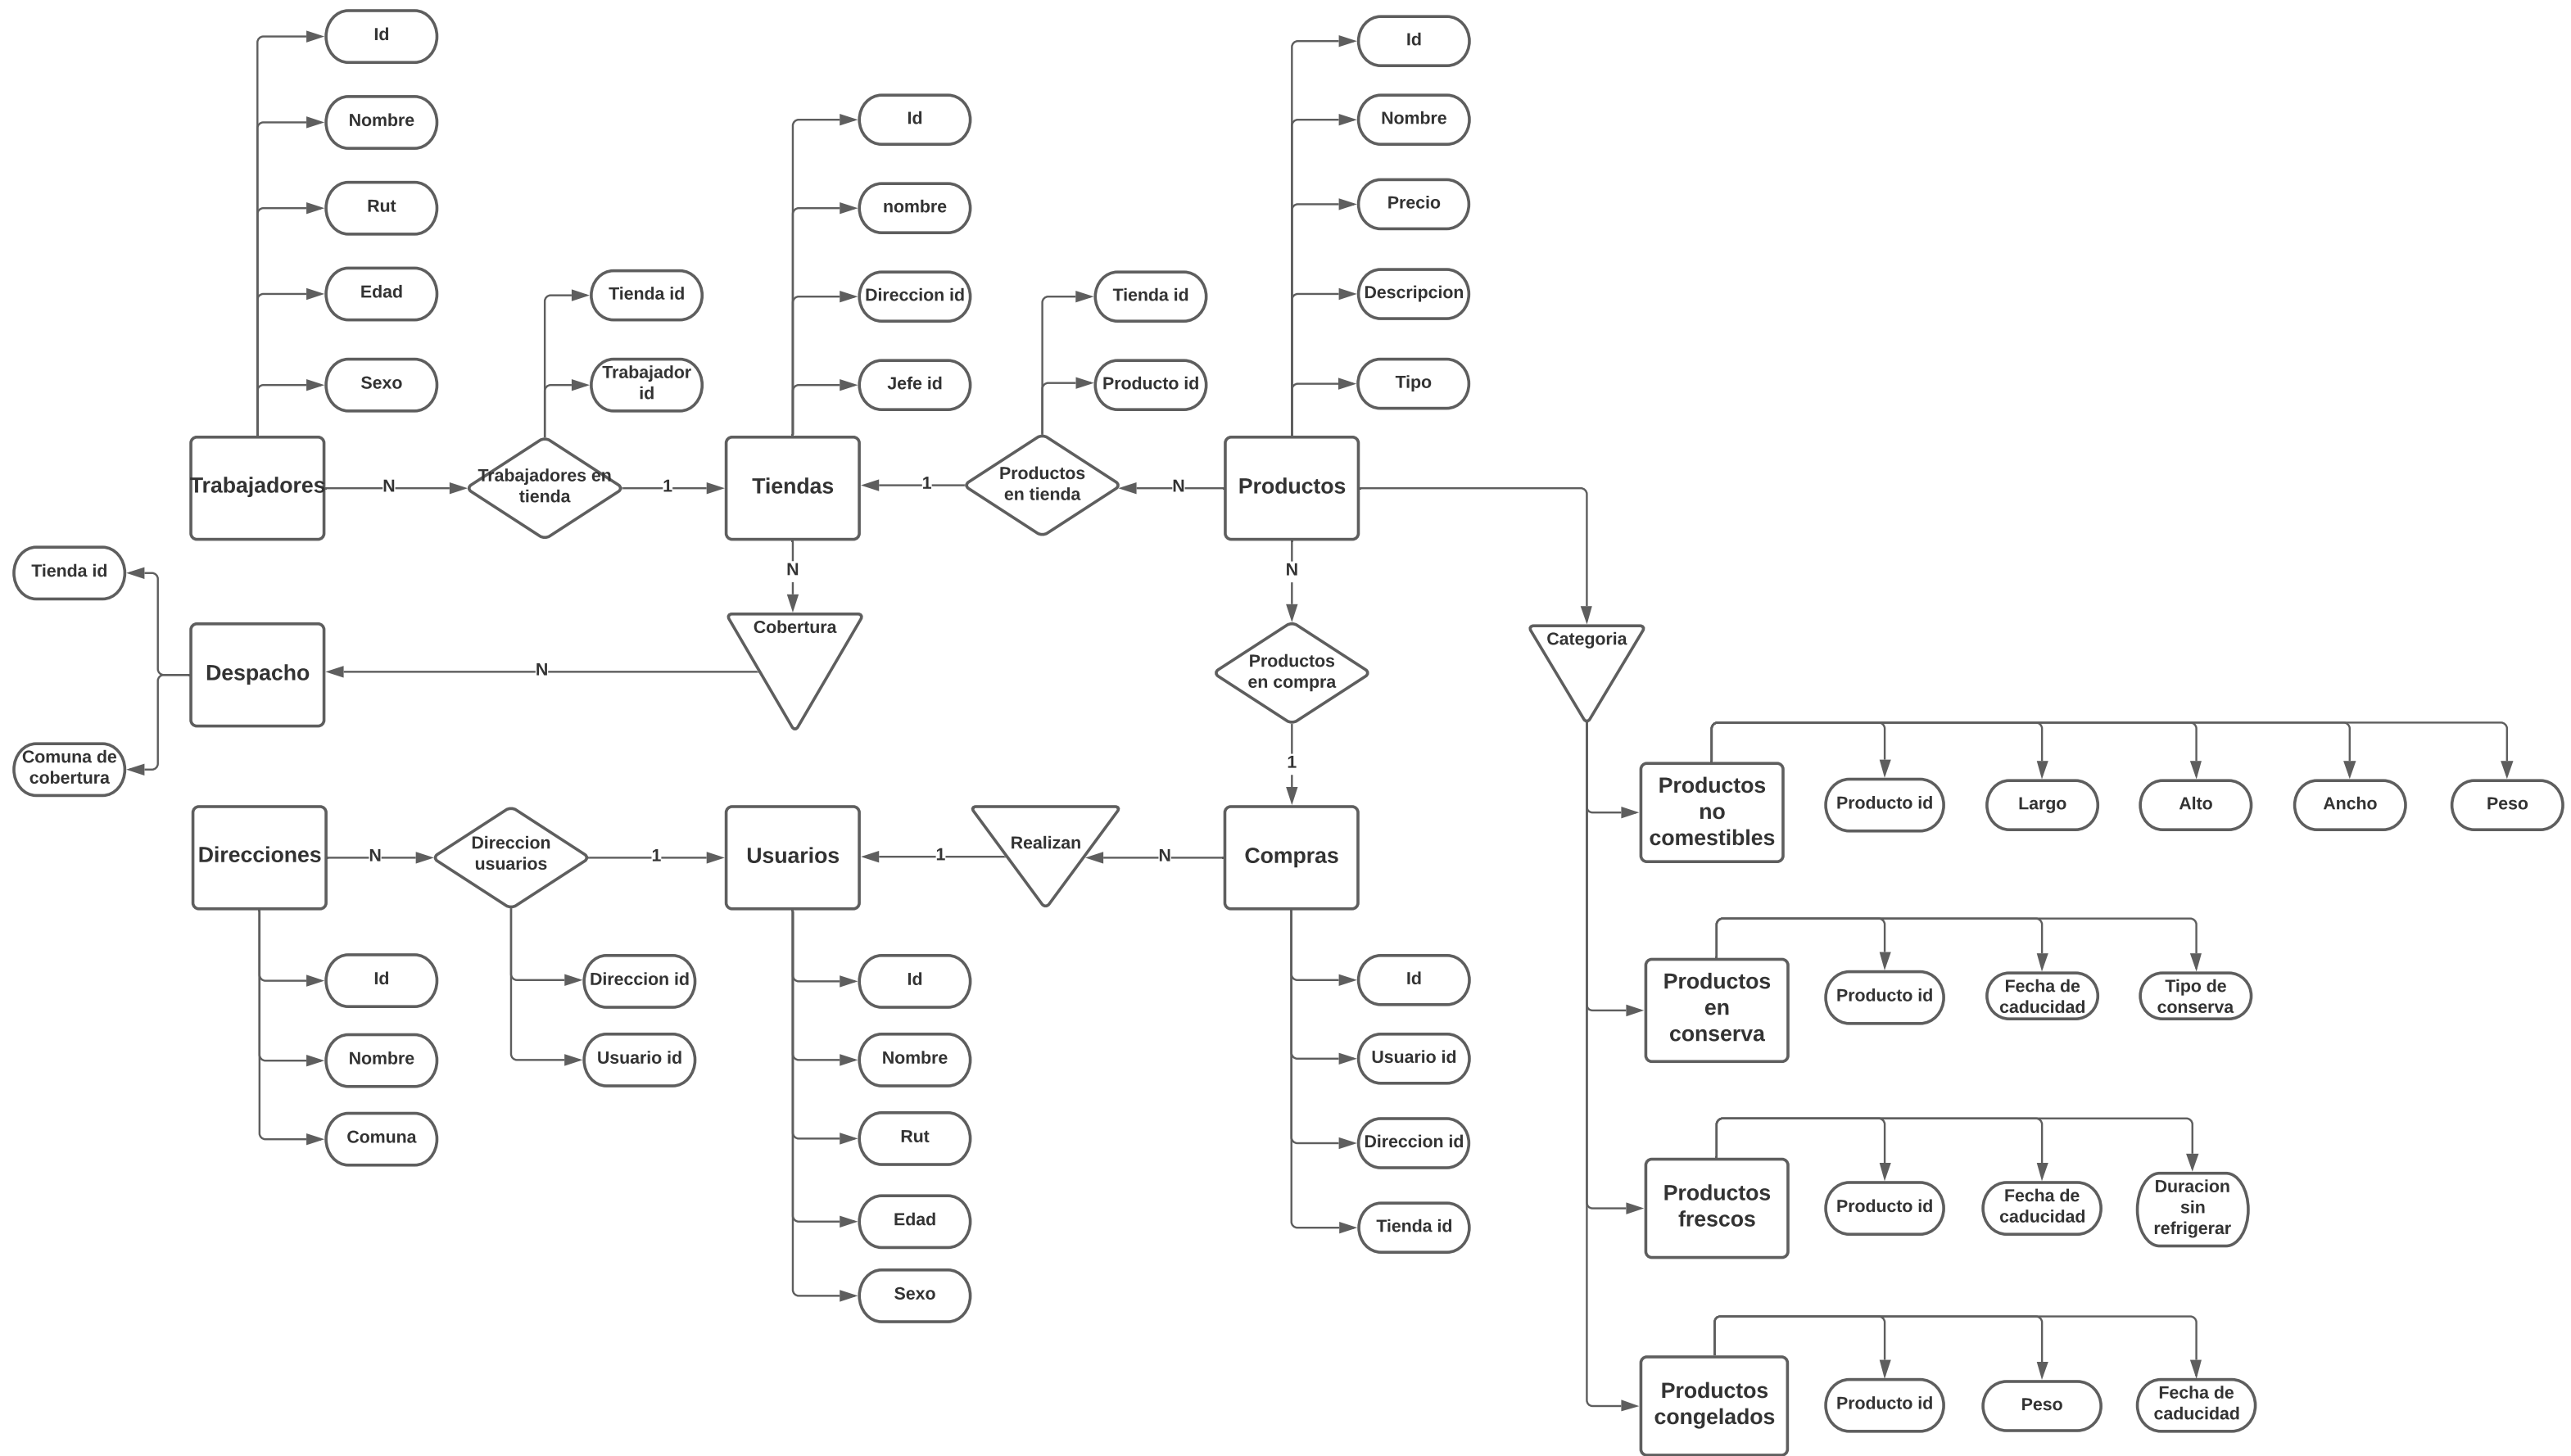 Id
Nombre
Rut
Edad
Sexo
Tienda id
Trabajador
id
Id
nombre
Direccion id
Jefe id
Tienda id
Producto id
Id
Nombre
Precio
Descripcion
Tipo
Trabajadores
N
Trabajadores en
tienda
1
Tiendas
1
Productos
en tienda
N
Productos
N
N
Tienda id
Despacho
Comuna de
cobertura
N
Cobertura
Productos
en compra
1
Categoria
Direcciones
N
Direccion
usuarios
1
Usuarios
1
Realizan
N
Compras
Id
Nombre
Comuna
Direccion id
Usuario id
Id
Nombre
Rut
Edad
Sexo
Id
Usuario id
Direccion id
Tienda id
Productos
no
comestibles
Producto id
Largo
Alto
Ancho
Peso
Productos
en
conserva
Producto id
Fecha de
caducidad
Tipo de
conserva
Productos
frescos
Producto id
Fecha de
caducidad
Duracion
sin
refrigerar
Productos
congelados
Producto id
Peso
Fecha de
caducidad